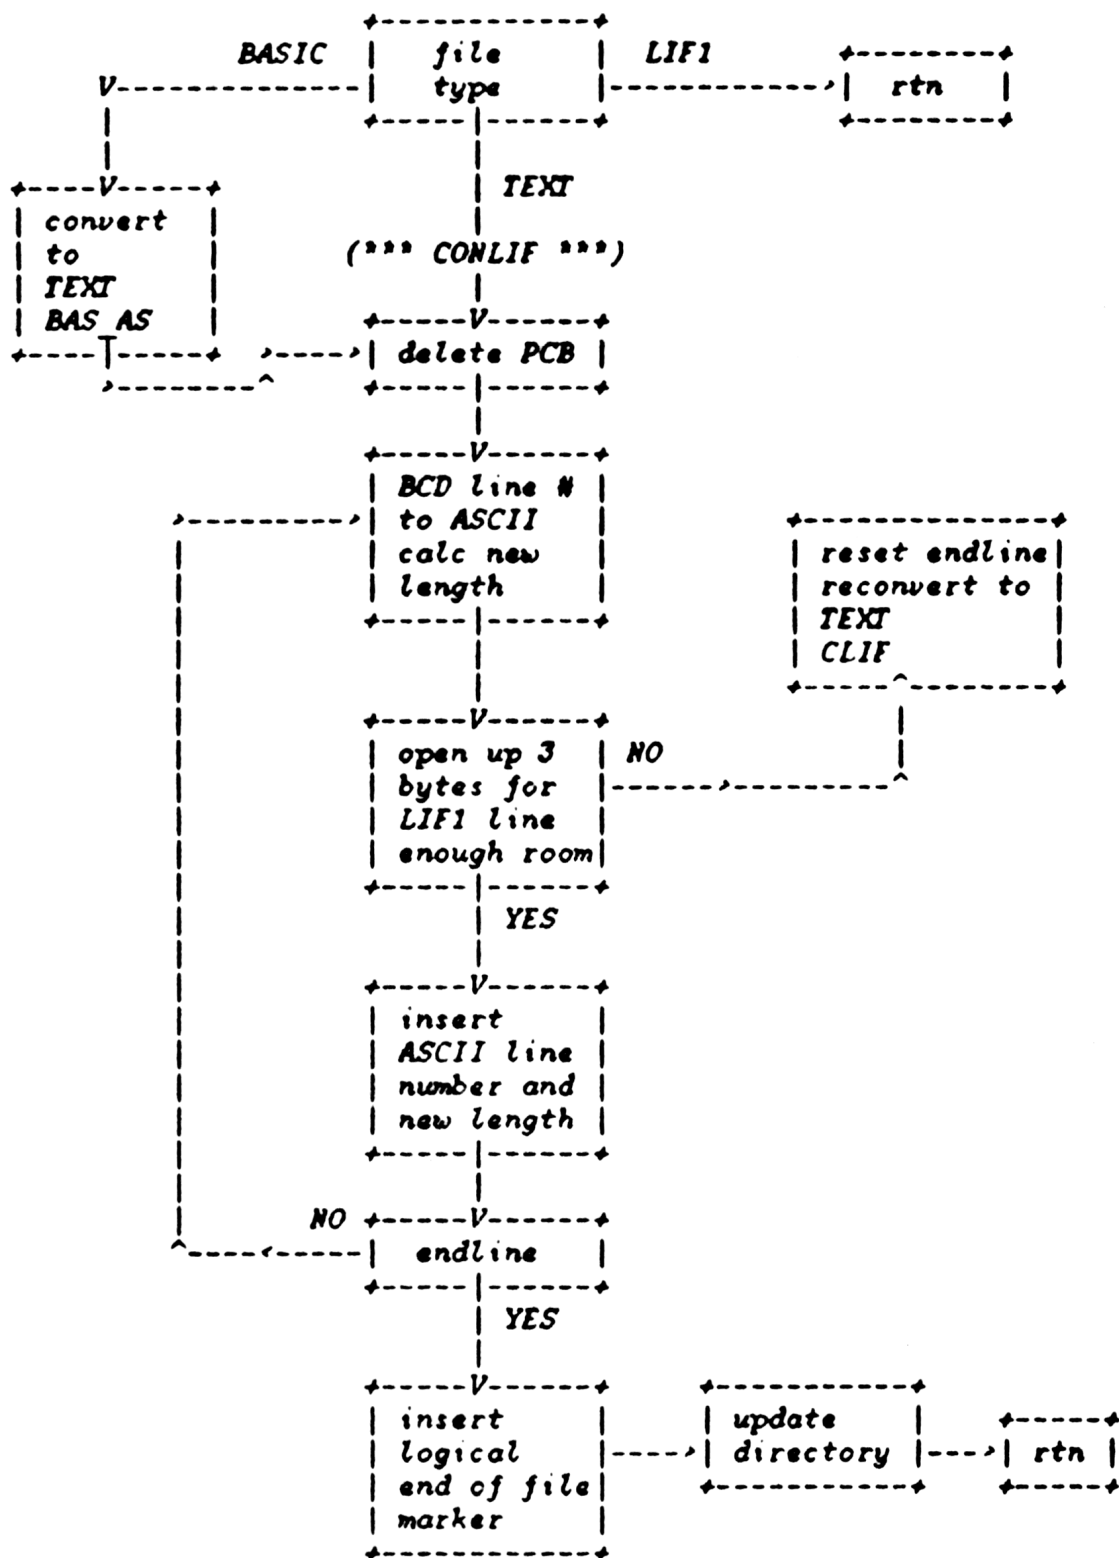 BASIC
file
type
LIF1
rtn
TEXT
convert
to
TEXT
BAS AS
(*** CONLIF ***)
delete PCB
BCD line #
to ASCII
calc new
length
reset endline
reconvert to
TEXT
CLIF
open up 3
bytes for
LIF1 line
enough room
NO
YES
insert
ASCII line
number and
new length
NO
endline
YES
insert
logical
end of file
marker
update
directory
rtn